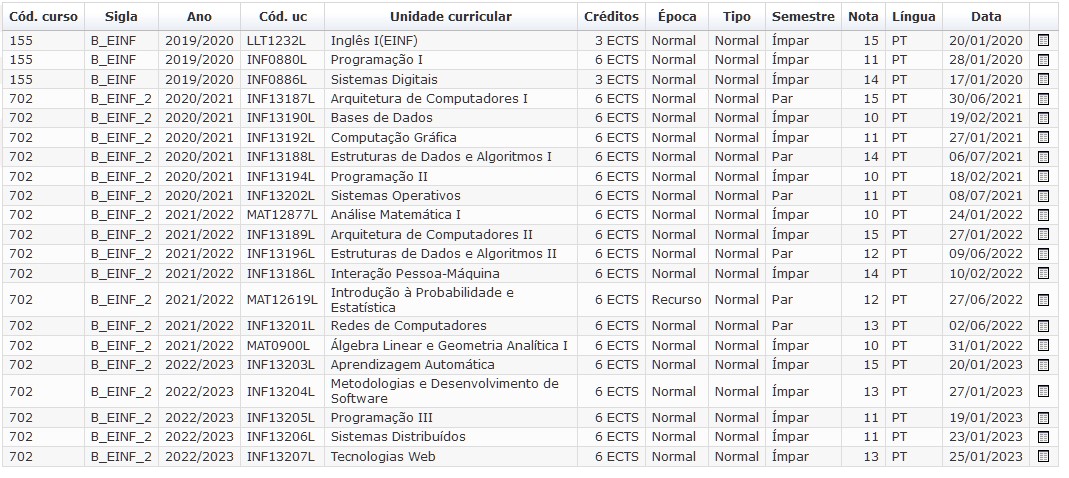 Cód. curso Sigla Ano Cód. uc Unidade curricular Créditos Época Tipo Semestre Nota Língua Data
155 B_EINF 2019/2020 LLT1232L Inglês I(EINF) 3 ECTS Normal Normal Ímpar 15 PT 20/01/2020
155 B_EINF 2019/2020 INF0880L Programação I 6 ECTS Normal Normal Ímpar 11 PT 28/01/2020
155 B_EINF 2019/2020 INF0886L Sistemas Digitais 3 ECTS Normal Normal Ímpar 14 PT 17/01/2020
702 B_EINF_2 2020/2021 INF13187L Arquitetura de Computadores I 6 ECTS Normal Normal Par 15 PT 30/06/2021
702 B_EINF_2 2020/2021 INF13190L Bases de Dados 6 ECTS Normal Normal Ímpar 10 PT 19/02/2021
702 B_EINF_2 2020/2021 INF13192L Computação Gráfica 6 ECTS Normal Normal Ímpar 11 PT 27/01/2021
702 B_EINF_2 2020/2021 INF13188L Estruturas de Dados e Algoritmos I 6 ECTS Normal Normal Par 14 PT 06/07/2021
702 B_EINF_2 2020/2021 INF13194L Programação II 6 ECTS Normal Normal Ímpar 10 PT 18/02/2021
702 B_EINF_2 2020/2021 INF13202L Sistemas Operativos 6 ECTS Normal Normal Par 11 PT 08/07/2021
702 B_EINF_2 2021/2022 MAT12877L Análise Matemática I 6 ECTS Normal Normal Ímpar 10 PT 24/01/2022
702 B_EINF_2 2021/2022 INF13189L Arquitetura de Computadores II 6 ECTS Normal Normal Ímpar 15 PT 27/01/2022
702 B_EINF_2 2021/2022 INF13196L Estruturas de Dados e Algoritmos II 6 ECTS Normal Normal Par 12 PT 09/06/2022
702 B_EINF_2 2021/2022 INF13186L Interação Pessoa-Máquina 6 ECTS Normal Normal Ímpar 14 PT 10/02/2022
702 B_EINF_2 2021/2022 MAT12619L Introdução à Probabilidade e 6 ECTS Recurso Normal Par 12 PT 27/06/2022
Estatística
702 B_EINF_2 2021/2022 INF13201L Redes de Computadores 6 ECTS Normal Normal Par 13 PT 02/06/2022
702 B_EINF_2 2021/2022 MAT0900L Álgebra Linear e Geometria Analítica I 6 ECTS Normal Normal Ímpar 10 PT 31/01/2022
702 B_EINF_2 2022/2023 INF13203L Aprendizagem Automática 6 ECTS Normal Normal Ímpar 15 PT 20/01/2023
702 B_EINF_2 2022/2023 INF13204L Metodologias e Desenvolvimento de 6 ECTS Normal Normal Ímpar 13 PT 27/01/2023
Software
702 B_EINF_2 2022/2023 INF13205L Programação III 6 ECTS Normal Normal Ímpar 11 PT 19/01/2023
702 B_EINF_2 2022/2023 INF13206L Sistemas Distribuídos 6 ECTS Normal Normal Ímpar 11 PT 23/01/2023
702 B_EINF_2 2022/2023 INF13207L Tecnologias Web 6 ECTS Normal Normal Ímpar 13 PT 25/01/2023